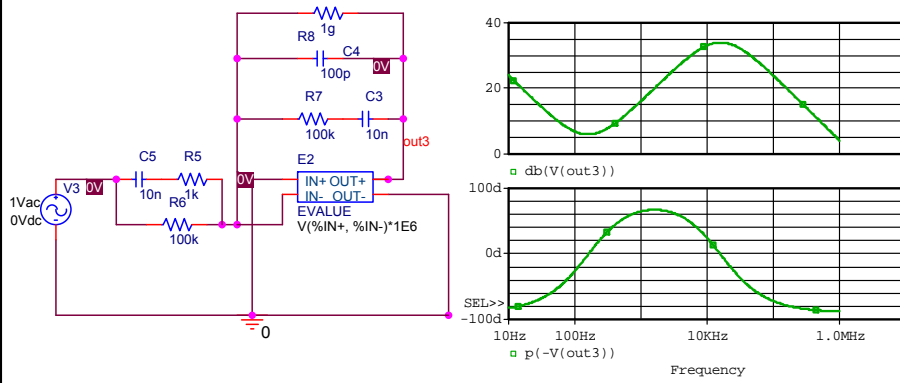 1g
R8
C4
0V
100p
R7
C3
100k
10n
out3
E2
0V
IN+ OUT+
IN- OUT-
EVALUE
V(%IN+, %IN-)*1E6
C5
R5
10n
1k
R6
100k
V3
0V
1Vac
0Vdc
0
40
20
0
db(V(out3))
100d
0d
SEL>>
-100d
10Hz
100Hz
10KHz
1.0MHz
p(-V(out3))
Frequency